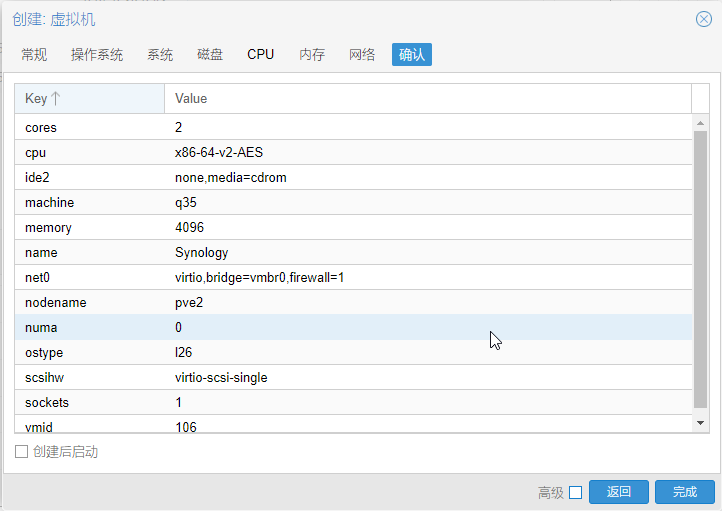 创建: 虚拟机
常规 操作系统 系统 磁盘 CPU 内存 网络 确认
Key Value
cores 2
cpu x86-64-v2-AES
ide2 none,media=cdrom
machine q35
memory 4096
name Synology
net0 virtio,bridge=vmbr0,firewall=1
nodename pve2
numa 0
ostype l26
scsihw virtio-scsi-single
sockets 1
vmid 106
创建后启动
高级 返回 完成